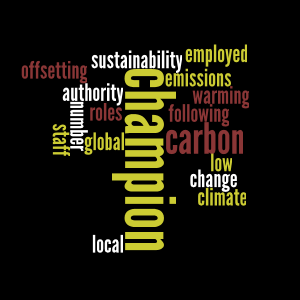 employed
sustainability
offsetting
emissions
champion
authority
warming
number
roles
following
staff
global
carbon
low
change
climate
local